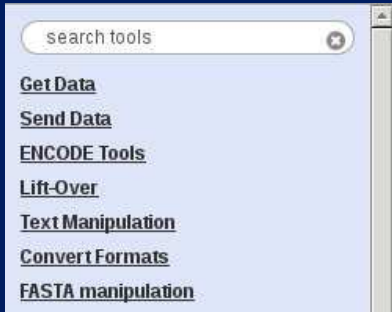 search tools
Get Data
Send Data
ENCODE Tools
Lift-Over
Text Manipulation
Convert Formats
FASTA manipulation